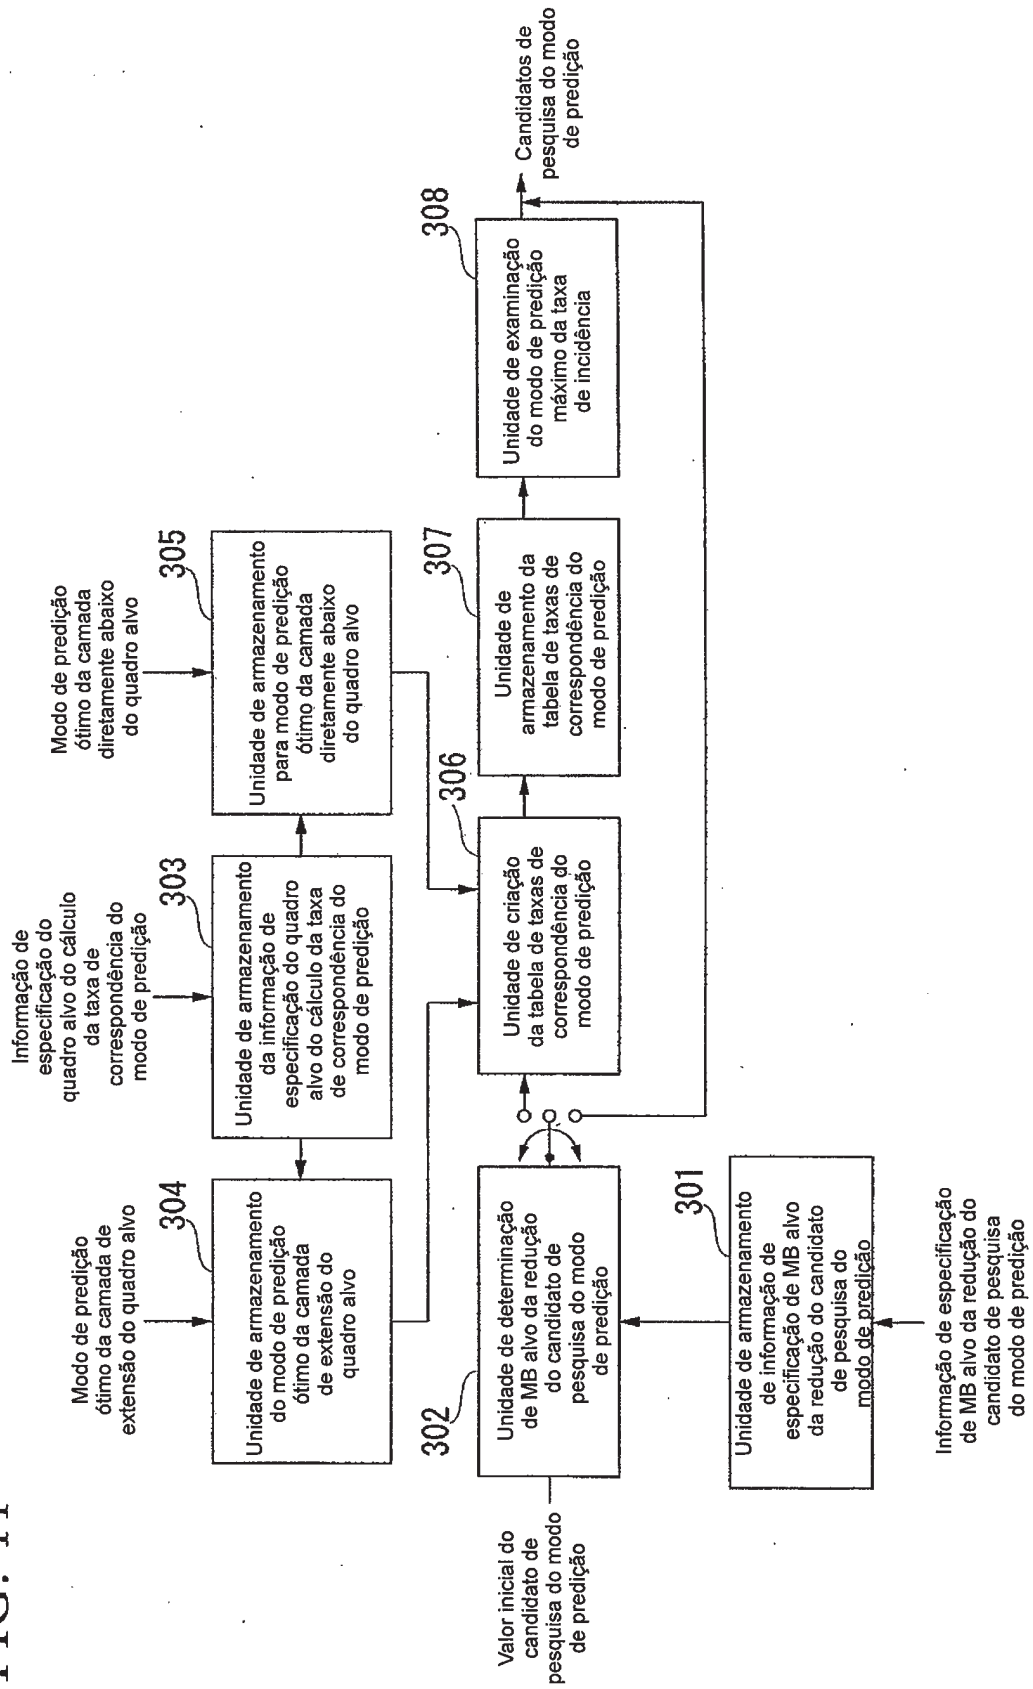 FIG. 11
Modo de predição
ótimo da camada de
extensão do quadro alvo
Informação de
especificação do
quadro alvo do cálculo
da taxa de
correspondência do
modo de predição
Modo de predição
ótimo da camada
diretamente abaixo
do quadro alvo
304
Unidade de armazenamento
do modo de predição
ótimo da camada
de extensão do
quadro alvo
303
Unidade de armazenamento
da informação de
especificação do quadro
alvo do cálculo da taxa
de correspondência do
modo de predição
305
Unidade de armazenamento
para modo de predição
ótimo da camada
diretamente abaixo
do quadro alvo
Valor inicial do
candidato de
pesquisa do modo
de predição
302
Unidade de determinação
de MB alvo da redução
do candidato de
pesquisa do modo
de predição
306
Unidade de criação
da tabela de taxas de
correspondência do
modo de predição
307
Unidade de
armazenamento da
tabela de taxas de
correspondência do
modo de predição
308
Unidade de examinação
do modo de predição
máximo da taxa
de incidência
Candidatos de
pesquisa do modo
de predição
301
Unidade de armazenamento
de informação de
especificação de MB alvo
da redução do candidato
de pesquisa do
modo de predição
Informação de especificação
de MB alvo da redução do
candidato de pesquisa
do modo de predição